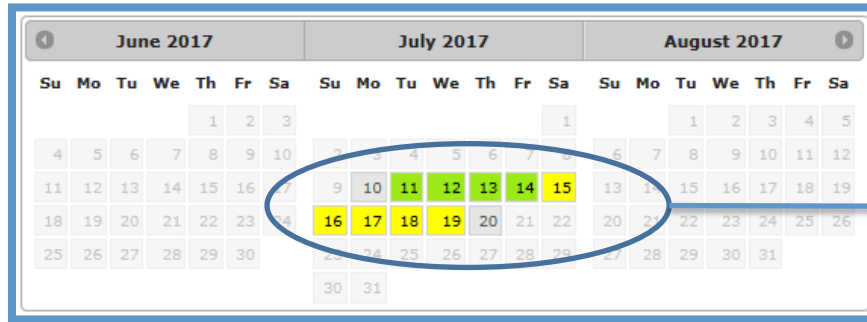 June 2017 July 2017 August 2017
Su Mo Tu We Th Fr Sa Su Mo Tu We Th Fr Sa Su Mo Tu We Th Fr Sa
1 2 3 1 1 2 3 4 5
4 5 6 7 8 9 10 2 3 4 5 6 7 8 6 7 8 9 10 11 12
11 12 13 14 15 16 17 9 10 11 12 13 14 15 13 14 15 16 17 18 19
18 19 20 21 22 23 24 16 17 18 19 20 21 22 20 21 22 23 24 25 26
25 26 27 28 29 30 23 24 25 26 27 28 29 27 28 29 30 31
30 31